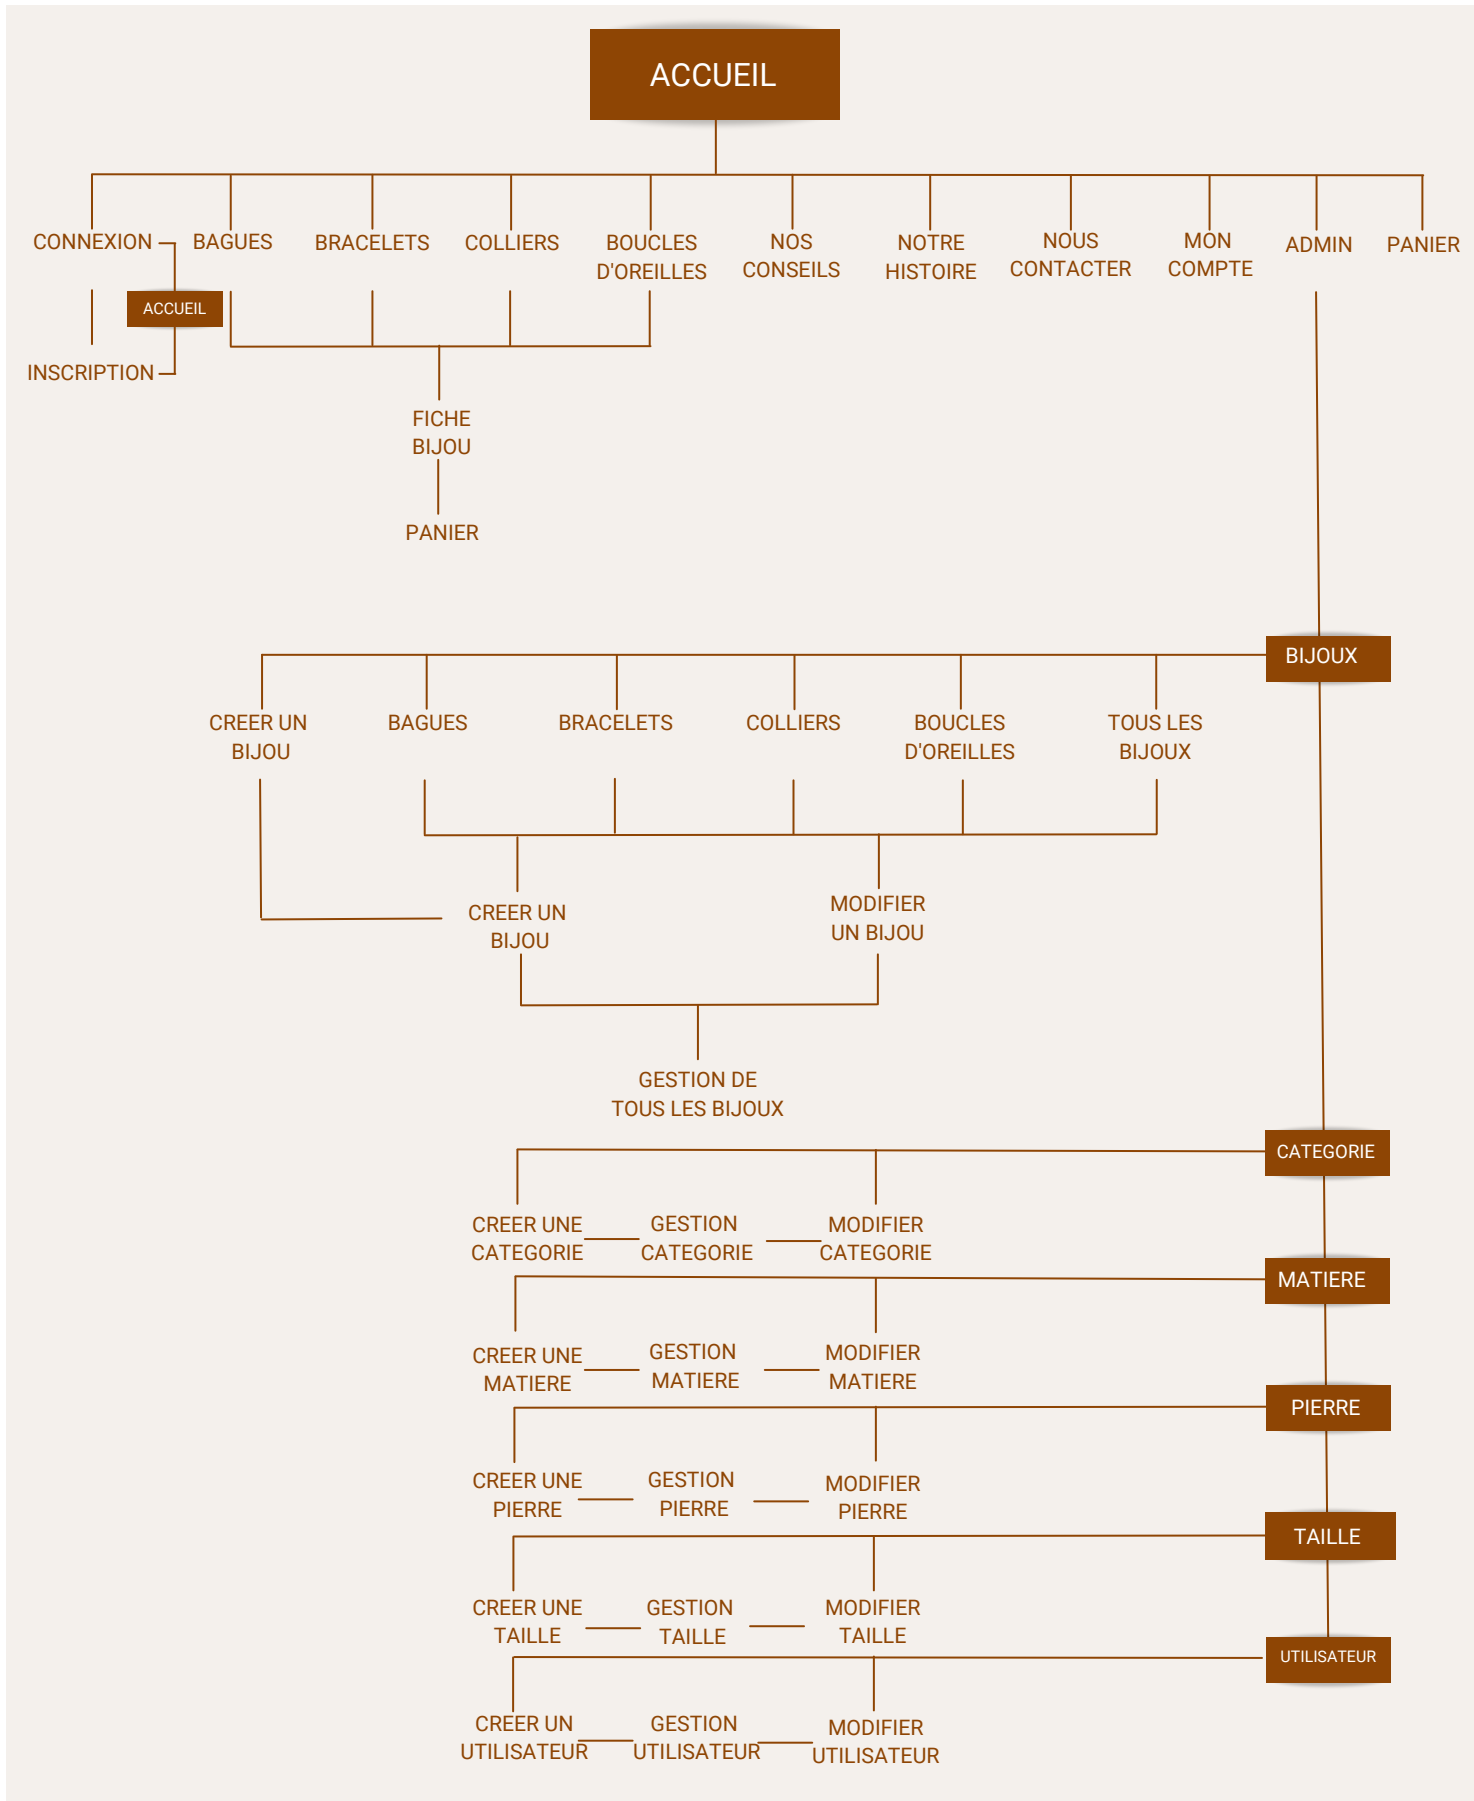 ACCUEIL
CONNEXION
BAGUES
BRACELETS
COLLIERS
BOUCLES
D'OREILLES
NOS
CONSEILS
NOTRE
HISTOIRE
NOUS
CONTACTER
MON
COMPTE
ADMIN
PANIER
ACCUEIL
INSCRIPTION
FICHE
BIJOU
PANIER
BIJOUX
CREER UN
BIJOU
BAGUES
BRACELETS
COLLIERS
BOUCLES
D'OREILLES
TOUS LES
BIJOUX
CREER UN
BIJOU
MODIFIER
UN BIJOU
GESTION DE
TOUS LES BIJOUX
CATEGORIE
CREER UNE
CATEGORIE
GESTION
CATEGORIE
MODIFIER
CATEGORIE
MATIERE
CREER UNE
MATIERE
GESTION
MATIERE
MODIFIER
MATIERE
PIERRE
CREER UNE
PIERRE
GESTION
PIERRE
MODIFIER
PIERRE
TAILLE
CREER UNE
TAILLE
GESTION
TAILLE
MODIFIER
TAILLE
UTILISATEUR
CREER UN
UTILISATEUR
GESTION
UTILISATEUR
MODIFIER
UTILISATEUR